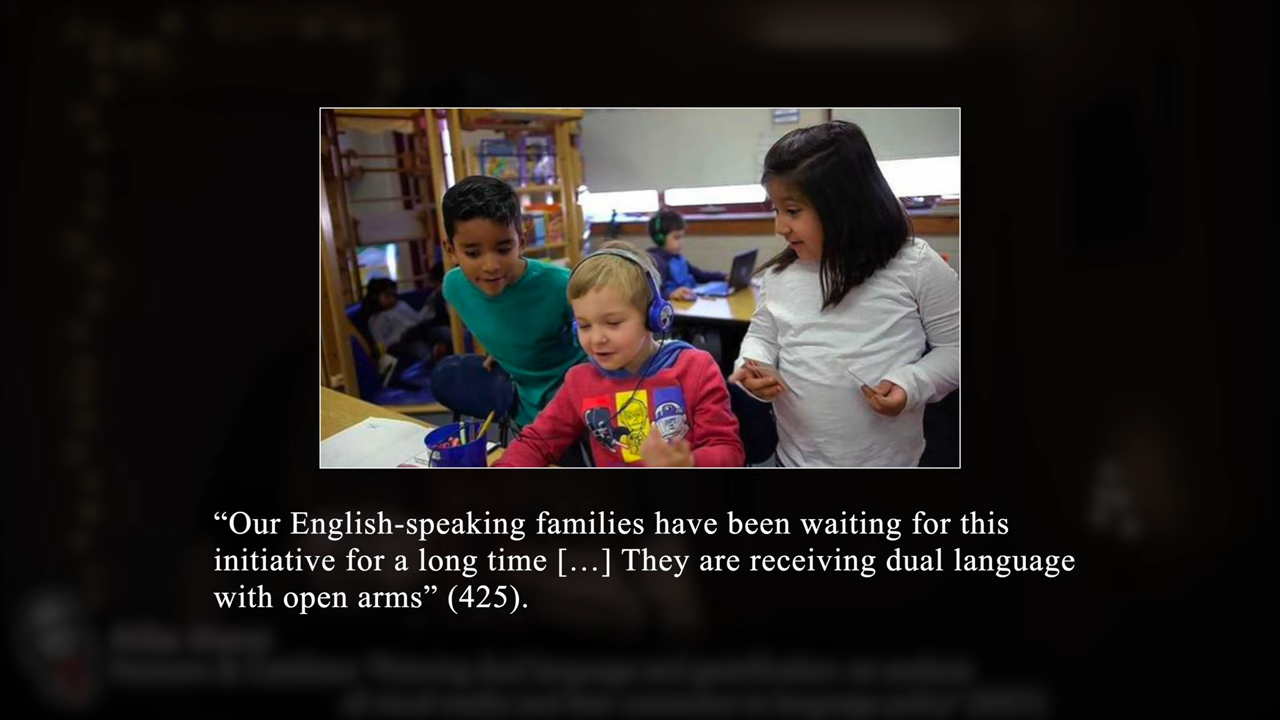 “Our English-speaking families have been waiting for this
initiative for a long time […] They are receiving dual language
with open arms” (425).